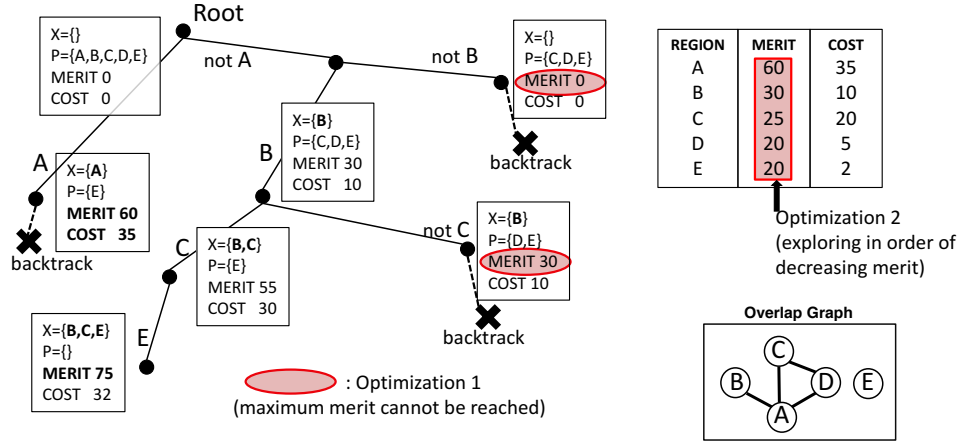 Root
X={}
P={A,B,C,D,E}
MERIT 0
COST 0
not A
not B
X={}
P={C,D,E}
MERIT 0
COST 0
backtrack
A
X={A}
P={E}
MERIT 60
COST 35
backtrack
B
X={B}
P={C,D,E}
MERIT 30
COST 10
C
X={B,C}
P={E}
MERIT 55
COST 30
not C
X={B}
P={D,E}
MERIT 30
COST 10
backtrack
E
X={B,C,E}
P={}
MERIT 75
COST 32
: Optimization 1
(maximum merit cannot be reached)
REGION MERIT COST
A 60 35
B 30 10
C 25 20
D 20 5
E 20 2
Optimization 2
(exploring in order of
decreasing merit)
Overlap Graph
C
B D E
A